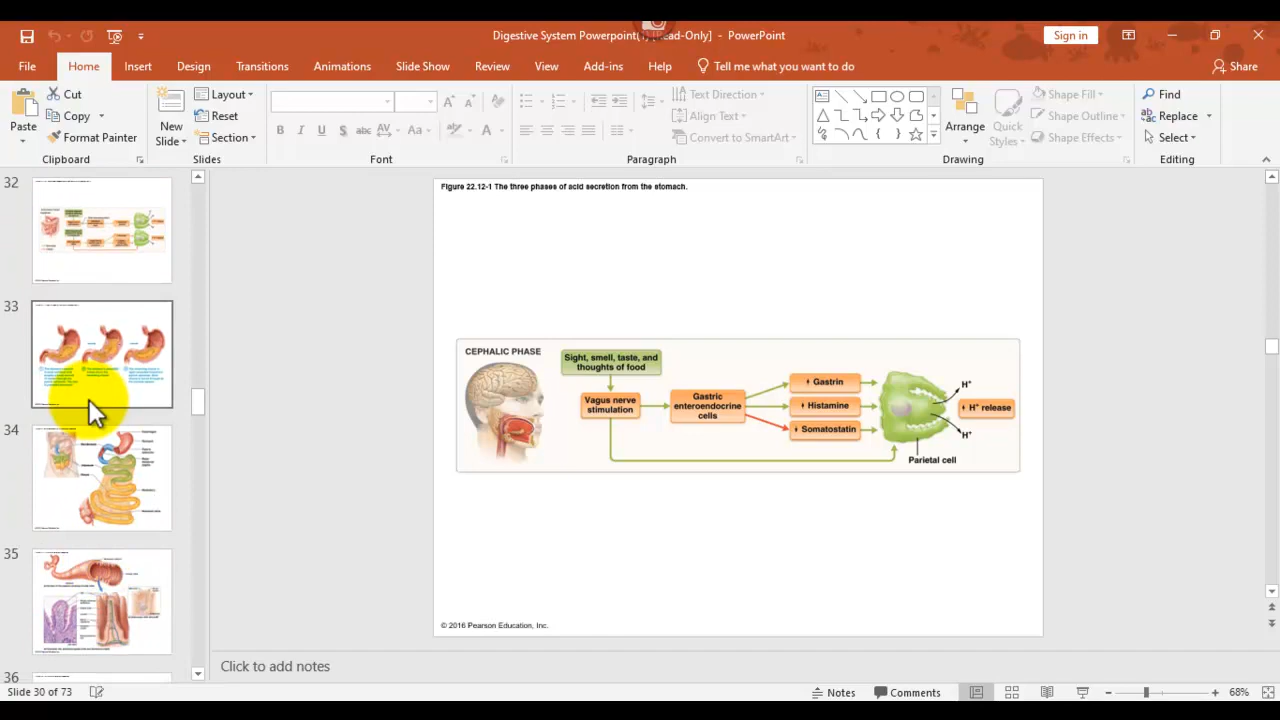 Digestive System Powerpoint(1) [Read-Only] - PowerPoint
Sign in
File Home Insert Design Transitions Animations Slide Show Review View Add-ins Help Tell me what you want to do Share
Paste
Cut
Copy
Format Painter
Clipboard
New
Slide
Layout
Reset
Section
Slides
B I U S abc AV Aa A
Font
Text Direction
Align Text
Convert to SmartArt
Paragraph
Arrange
Quick
Styles
Shape Fill
Shape Outline
Shape Effects
Drawing
Find
Replace
Select
Editing
32
33
34
35
36
Figure 22.12-1 The three phases of acid secretion from the stomach.
CEPHALIC PHASE
Sight, smell, taste, and
thoughts of food
Vagus nerve
stimulation
Gastric
enteroendocrine
cells
Gastrin
Histamine
Somatostatin
H+
H+
H+ release
Parietal cell
© 2016 Pearson Education, Inc.
Click to add notes
Slide 30 of 73
Notes Comments 68%